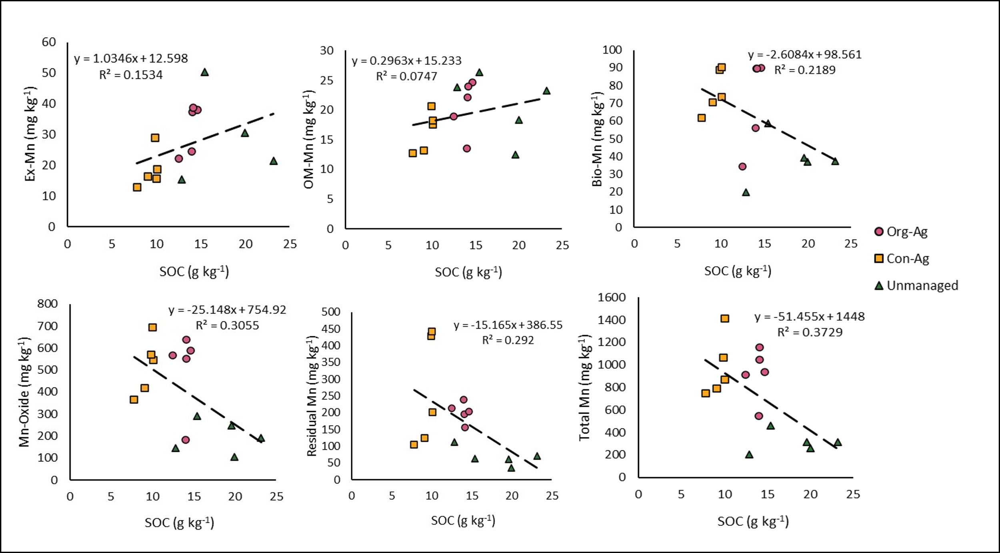 60
50
40
30
20
10
0
Ex-Mn (mg kg⁻¹)
y = 1.0346x + 12.598
R² = 0.1534
0 5 10 15 20 25
SOC (g kg⁻¹)
30
25
20
15
10
5
0
OM-Mn (mg kg⁻¹)
y = 0.2963x + 15.233
R² = 0.0747
0 5 10 15 20 25
SOC (g kg⁻¹)
100
90
80
70
60
50
40
30
20
10
0
Bio-Mn (mg kg⁻¹)
y = -2.6084x + 98.561
R² = 0.2189
0 5 10 15 20 25
SOC (g kg⁻¹)
Org-Ag
Con-Ag
Unmanaged
800
700
600
500
400
300
200
100
0
Mn-Oxide (mg kg⁻¹)
y = -25.148x + 754.92
R² = 0.3055
0 5 10 15 20 25
SOC (g kg⁻¹)
500
450
400
350
300
250
200
150
100
50
0
Residual Mn (mg kg⁻¹)
y = -15.165x + 386.55
R² = 0.292
0 5 10 15 20 25
SOC (g kg⁻¹)
1600
1400
1200
1000
800
600
400
200
0
Total Mn (mg kg⁻¹)
y = -51.455x + 1448
R² = 0.3729
0 5 10 15 20 25
SOC (g kg⁻¹)